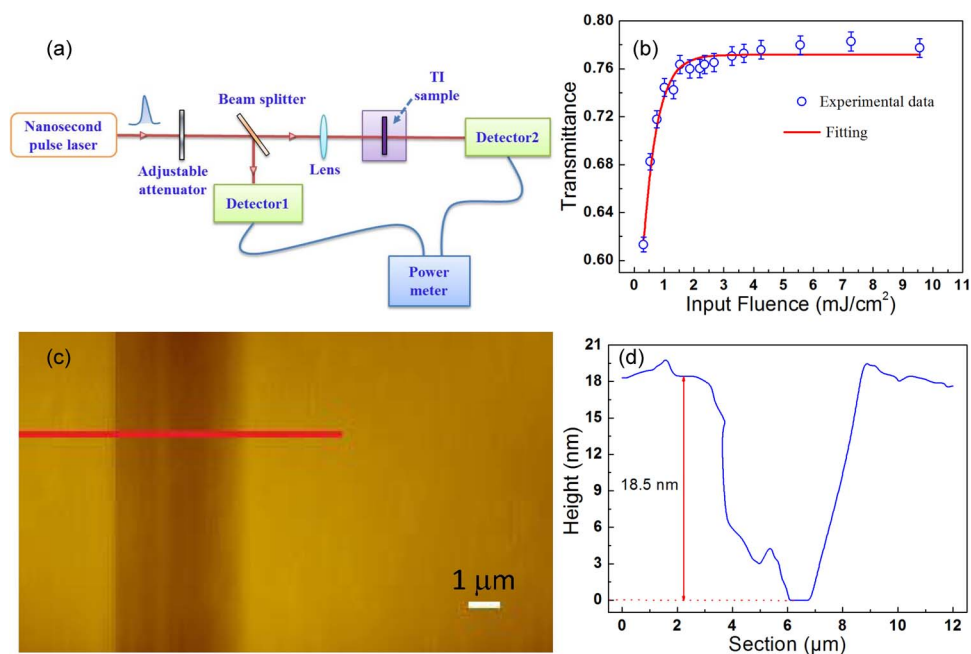 (a)
Nanosecond
pulse laser
Adjustable
attenuator
Beam splitter
Detector1
Lens
TI
sample
Detector2
Power
meter
(b)
Transmittance
0.80
0.76
0.72
0.68
0.64
0.60
Experimental data
Fitting
0 1 2 3 4 5 6 7 8 9 10 11
Input Fluence (mJ/cm²)
(c)
1 μm
(d)
Height (nm)
21
18
15
12
9
6
3
0
18.5 nm
0 2 4 6 8 10 12
Section (μm)